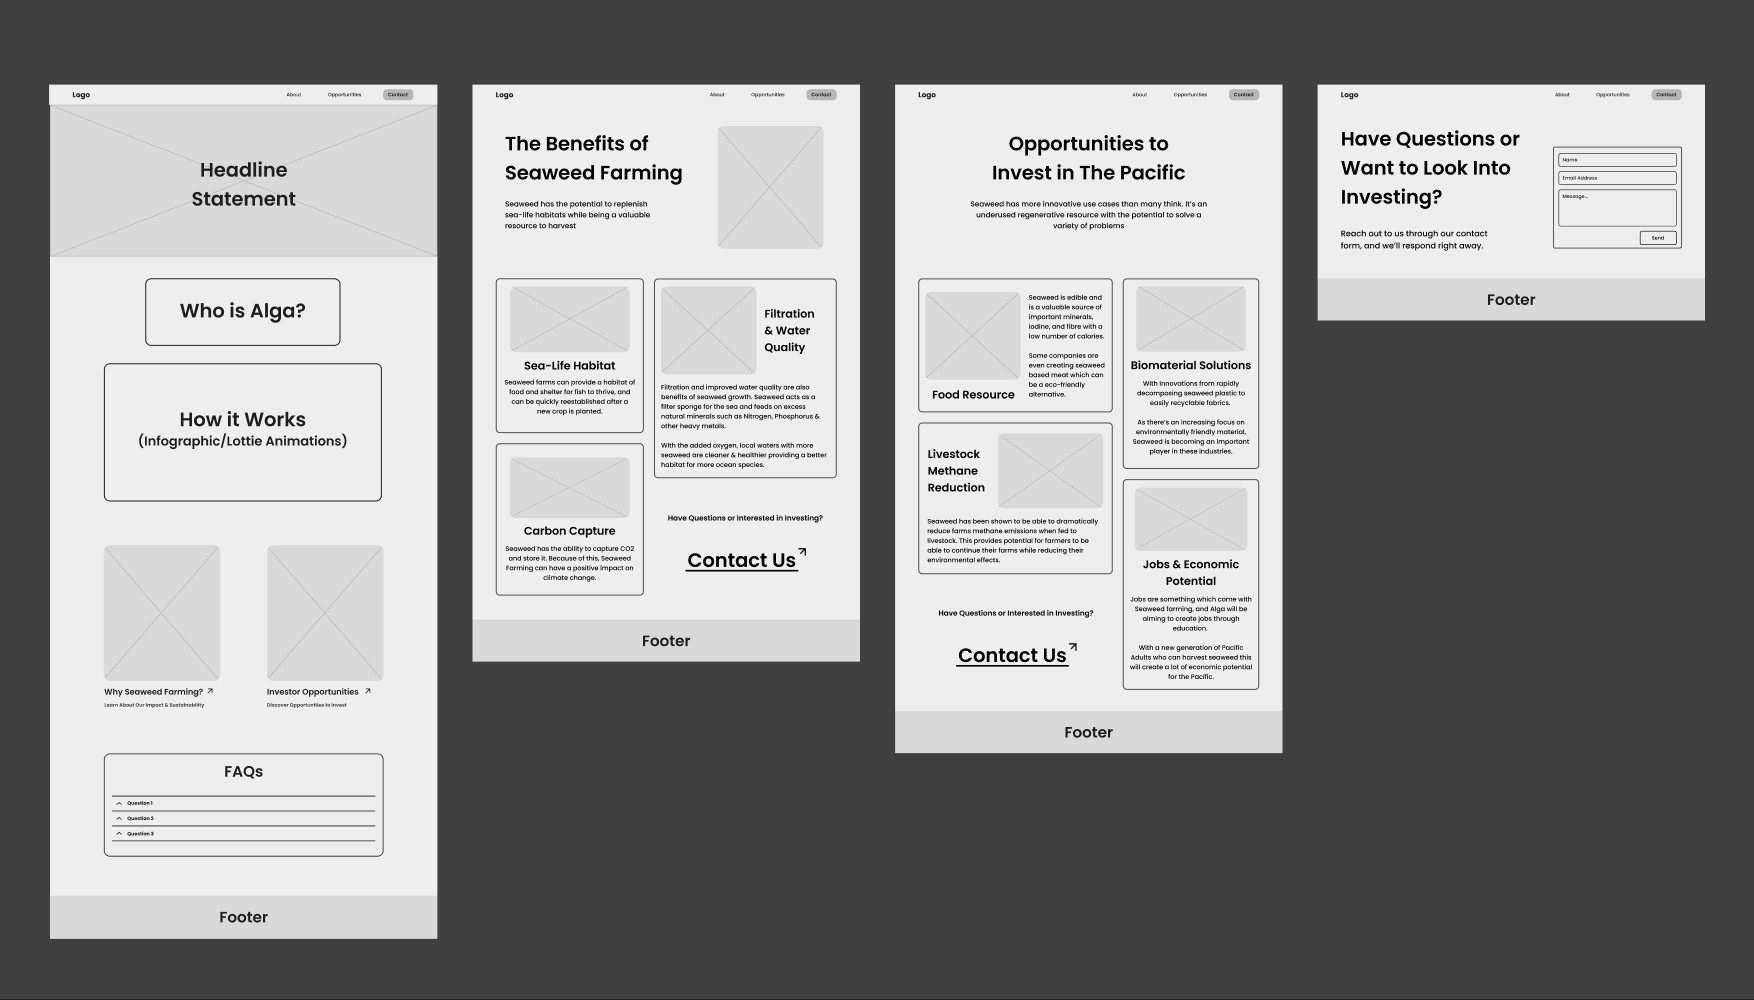 Logo
About
Opportunities
Contact
Headline
Statement
Who is Alga?
How it Works
(Infographic/Lottie Animations)
Why Seaweed Farming?
Learn About Our Impact & Sustainability
Investor Opportunities
Discover Opportunities to Invest
FAQs
Question 1
Question 2
Question 3
Footer
Logo
About
Opportunities
Contact
The Benefits of
Seaweed Farming
Seaweed has the potential to replenish
sea-life habitats while being a valuable
resource to harvest
Sea-Life Habitat
Seaweed farms can provide a habitat of
food and shelter for fish to thrive, and
can be quickly reestablished after a
new crop is planted.
Filtration
& Water
Quality
Filtration and improved water quality are also
benefits of seaweed growth. Seaweed acts as a
filter sponge for the sea and feeds on excess
natural minerals such as Nitrogen, Phosphorus &
other heavy metals.
With the added oxygen, local waters with more
seaweed are cleaner & healthier providing a better
habitat for more ocean species.
Carbon Capture
Seaweed has the ability to capture CO2
and store it. Because of this, Seaweed
Farming can have a positive impact on
climate change.
Have Questions or Interested in Investing?
Contact Us
Footer
Logo
About
Opportunities
Contact
Opportunities to
Invest in The Pacific
Seaweed has more innovative use cases than many think. It's an
underused regenerative resource with the potential to solve a
variety of problems
Food Resource
Seaweed is edible and
is a valuable source of
important minerals,
iodine, and fibre with a
low number of calories.
Some companies are
even creating seaweed
based meat which can
be a eco-friendly
alternative.
Biomaterial Solutions
With innovations from rapidly
decomposing seaweed plastic to
easily recyclable fabrics.
As there's an increasing focus on
environmentally friendly material,
Seaweed is becoming an important
player in these industries.
Livestock
Methane
Reduction
Seaweed has been shown to be able to dramatically
reduce farms methane emissions when fed to
livestock. This provides potential for farmers to be
able to continue their farms while reducing their
environmental effects.
Jobs & Economic
Potential
Jobs are something which come with
Seaweed farming, and Alga will be
aiming to create jobs through
education.
With a new generation of Pacific
Adults who can harvest seaweed this
will create a lot of economic potential
for the Pacific.
Have Questions or Interested in Investing?
Contact Us
Footer
Logo
About
Opportunities
Contact
Have Questions or
Want to Look Into
Investing?
Reach out to us through our contact
form, and we'll respond right away.
Name
Email Address
Message...
Send
Footer